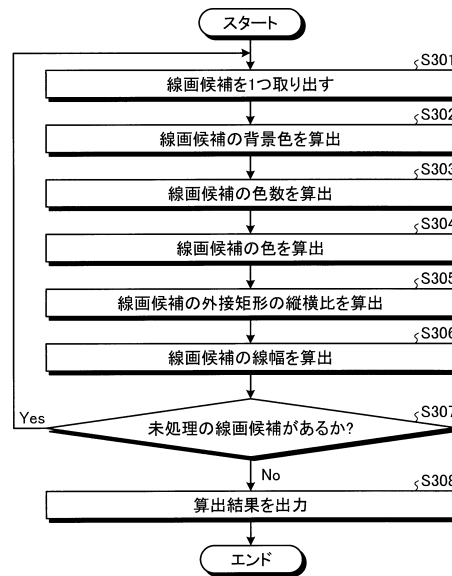 スタート
S301
線画候補を1つ取り出す
S302
線画候補の背景色を算出
S303
線画候補の色数を算出
S304
線画候補の色を算出
S305
線画候補の外接矩形の縦横比を算出
S306
線画候補の線幅を算出
S307
Yes
未処理の線画候補があるか?
No
S308
算出結果を出力
エンド